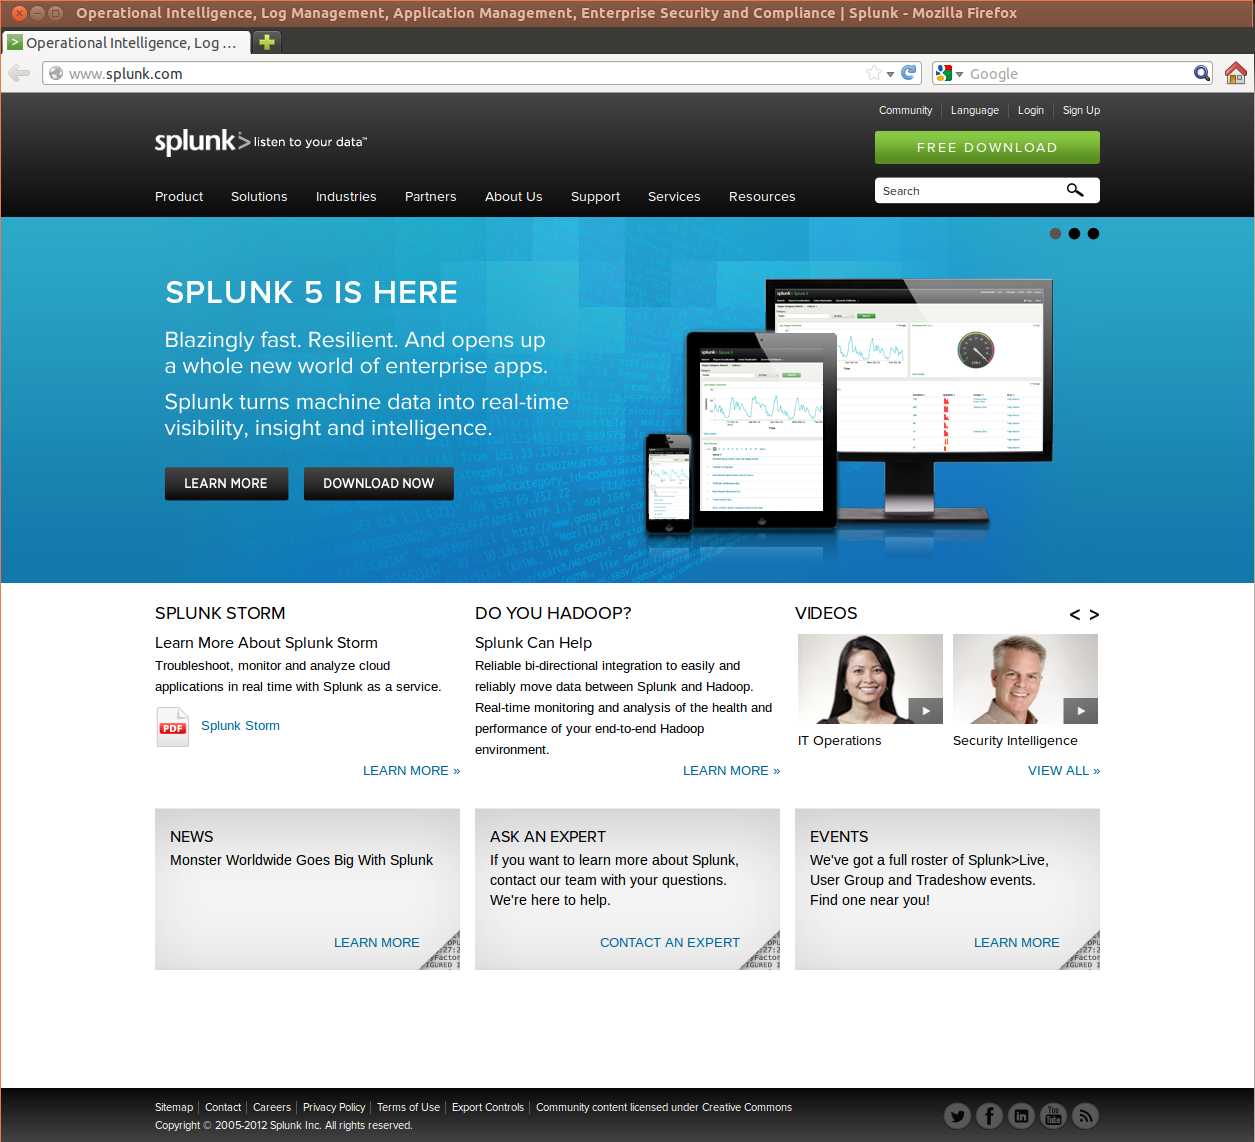 Operational Intelligence, Log Management, Application Management, Enterprise Security and Compliance | Splunk - Mozilla Firefox
Operational Intelligence, Log ...
www.splunk.com
Google
Community
Language
Login
Sign Up
splunk> listen to your data™
FREE DOWNLOAD
Product
Solutions
Industries
Partners
About Us
Support
Services
Resources
Search
SPLUNK 5 IS HERE
Blazingly fast. Resilient. And opens up
a whole new world of enterprise apps.
Splunk turns machine data into real-time
visibility, insight and intelligence.
LEARN MORE
DOWNLOAD NOW
SPLUNK STORM
Learn More About Splunk Storm
Troubleshoot, monitor and analyze cloud
applications in real time with Splunk as a service.
PDF
Splunk Storm
LEARN MORE »
DO YOU HADOOP?
Splunk Can Help
Reliable bi-directional integration to easily and
reliably move data between Splunk and Hadoop.
Real-time monitoring and analysis of the health and
performance of your end-to-end Hadoop
environment.
LEARN MORE »
VIDEOS
< >
IT Operations
Security Intelligence
VIEW ALL »
NEWS
Monster Worldwide Goes Big With Splunk
LEARN MORE
ASK AN EXPERT
If you want to learn more about Splunk,
contact our team with your questions.
We're here to help.
CONTACT AN EXPERT
EVENTS
We've got a full roster of Splunk>Live,
User Group and Tradeshow events.
Find one near you!
LEARN MORE
Sitemap
Contact
Careers
Privacy Policy
Terms of Use
Export Controls
Community content licensed under Creative Commons
Copyright © 2005-2012 Splunk Inc. All rights reserved.
You Tube